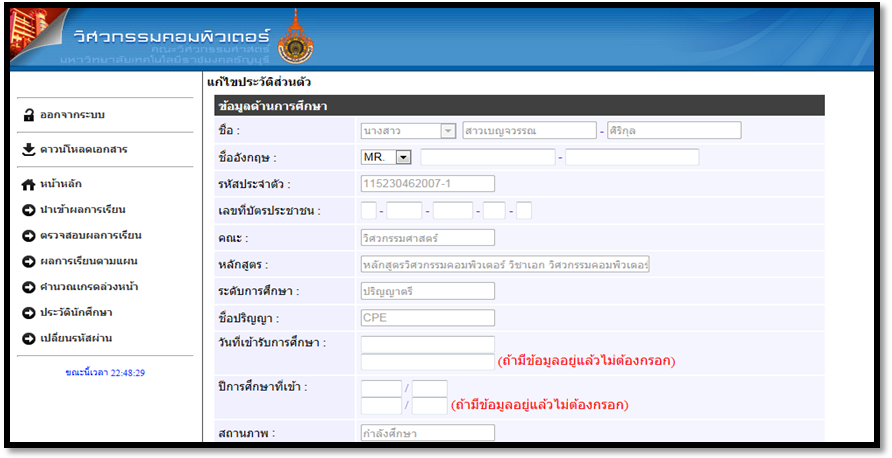 วิศวกรรมคอมพิวเตอร์
คณะวิศวกรรมศาสตร์
มหาวิทยาลัยเทคโนโลยีราชมงคลธัญบุรี
ออกจากระบบ
ดาวน์โหลดเอกสาร
หน้าหลัก
นำเข้าผลการเรียน
ตรวจสอบผลการเรียน
ผลการเรียนตามแผน
คำนวณเกรดล่วงหน้า
ประวัตินักศึกษา
เปลี่ยนรหัสผ่าน
ขณะนี้เวลา 22:48:29
แก้ไขประวัติส่วนตัว
ข้อมูลด้านการศึกษา
ชื่อ : นางสาว สาวเบญจวรรณ - ศิริกุล
ชื่ออังกฤษ : MR. -
รหัสประจำตัว : 115230462007-1
เลขที่บัตรประชาชน : - - - -
คณะ : วิศวกรรมศาสตร์
หลักสูตร : หลักสูตรวิศวกรรมคอมพิวเตอร์ วิชาเอก วิศวกรรมคอมพิวเตอร์
ระดับการศึกษา : ปริญญาตรี
ชื่อปริญญา : CPE
วันที่เข้ารับการศึกษา :
(ถ้ามีข้อมูลอยู่แล้วไม่ต้องกรอก)
ปีการศึกษาที่เข้า : /
/ (ถ้ามีข้อมูลอยู่แล้วไม่ต้องกรอก)
สถานภาพ : กำลังศึกษา